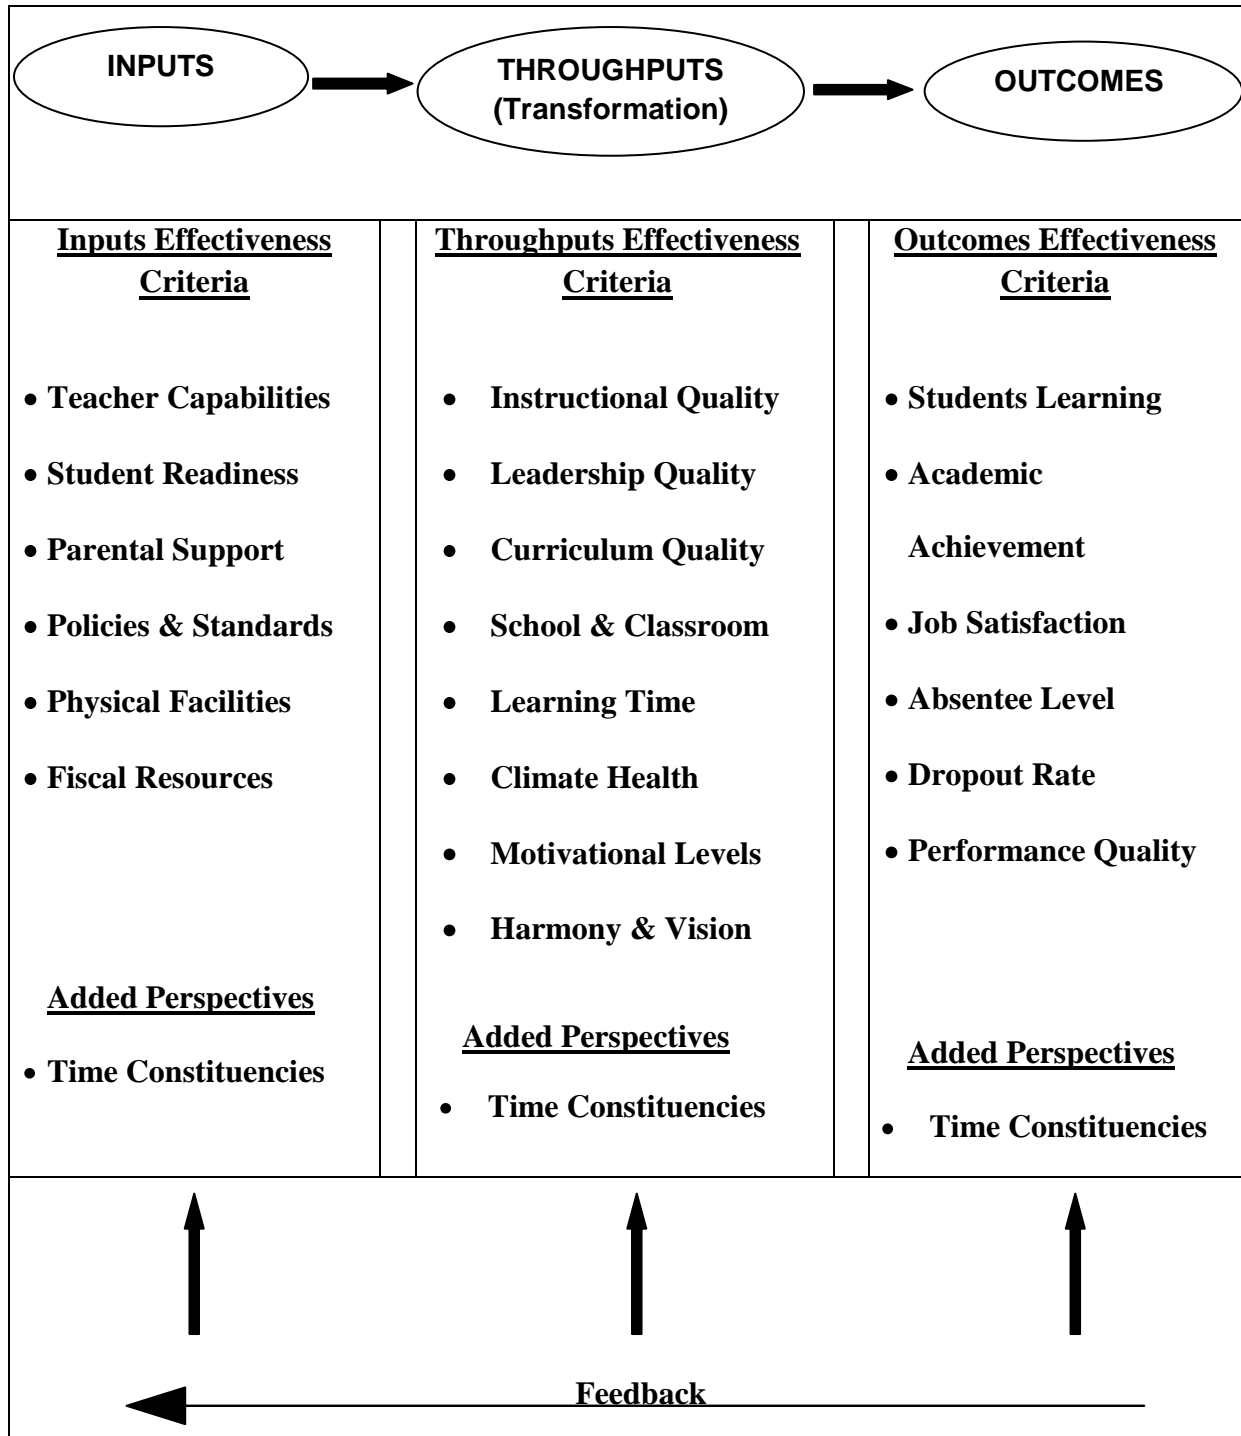 INPUTS
THROUGHPUTS
(Transformation)
OUTCOMES
Inputs Effectiveness
Criteria
• Teacher Capabilities
• Student Readiness
• Parental Support
• Policies & Standards
• Physical Facilities
• Fiscal Resources
Added Perspectives
• Time Constituencies
Throughputs Effectiveness
Criteria
• Instructional Quality
• Leadership Quality
• Curriculum Quality
• School & Classroom
• Learning Time
• Climate Health
• Motivational Levels
• Harmony & Vision
Added Perspectives
• Time Constituencies
Outcomes Effectiveness
Criteria
• Students Learning
• Academic
Achievement
• Job Satisfaction
• Absentee Level
• Dropout Rate
• Performance Quality
Added Perspectives
• Time Constituencies
Feedback